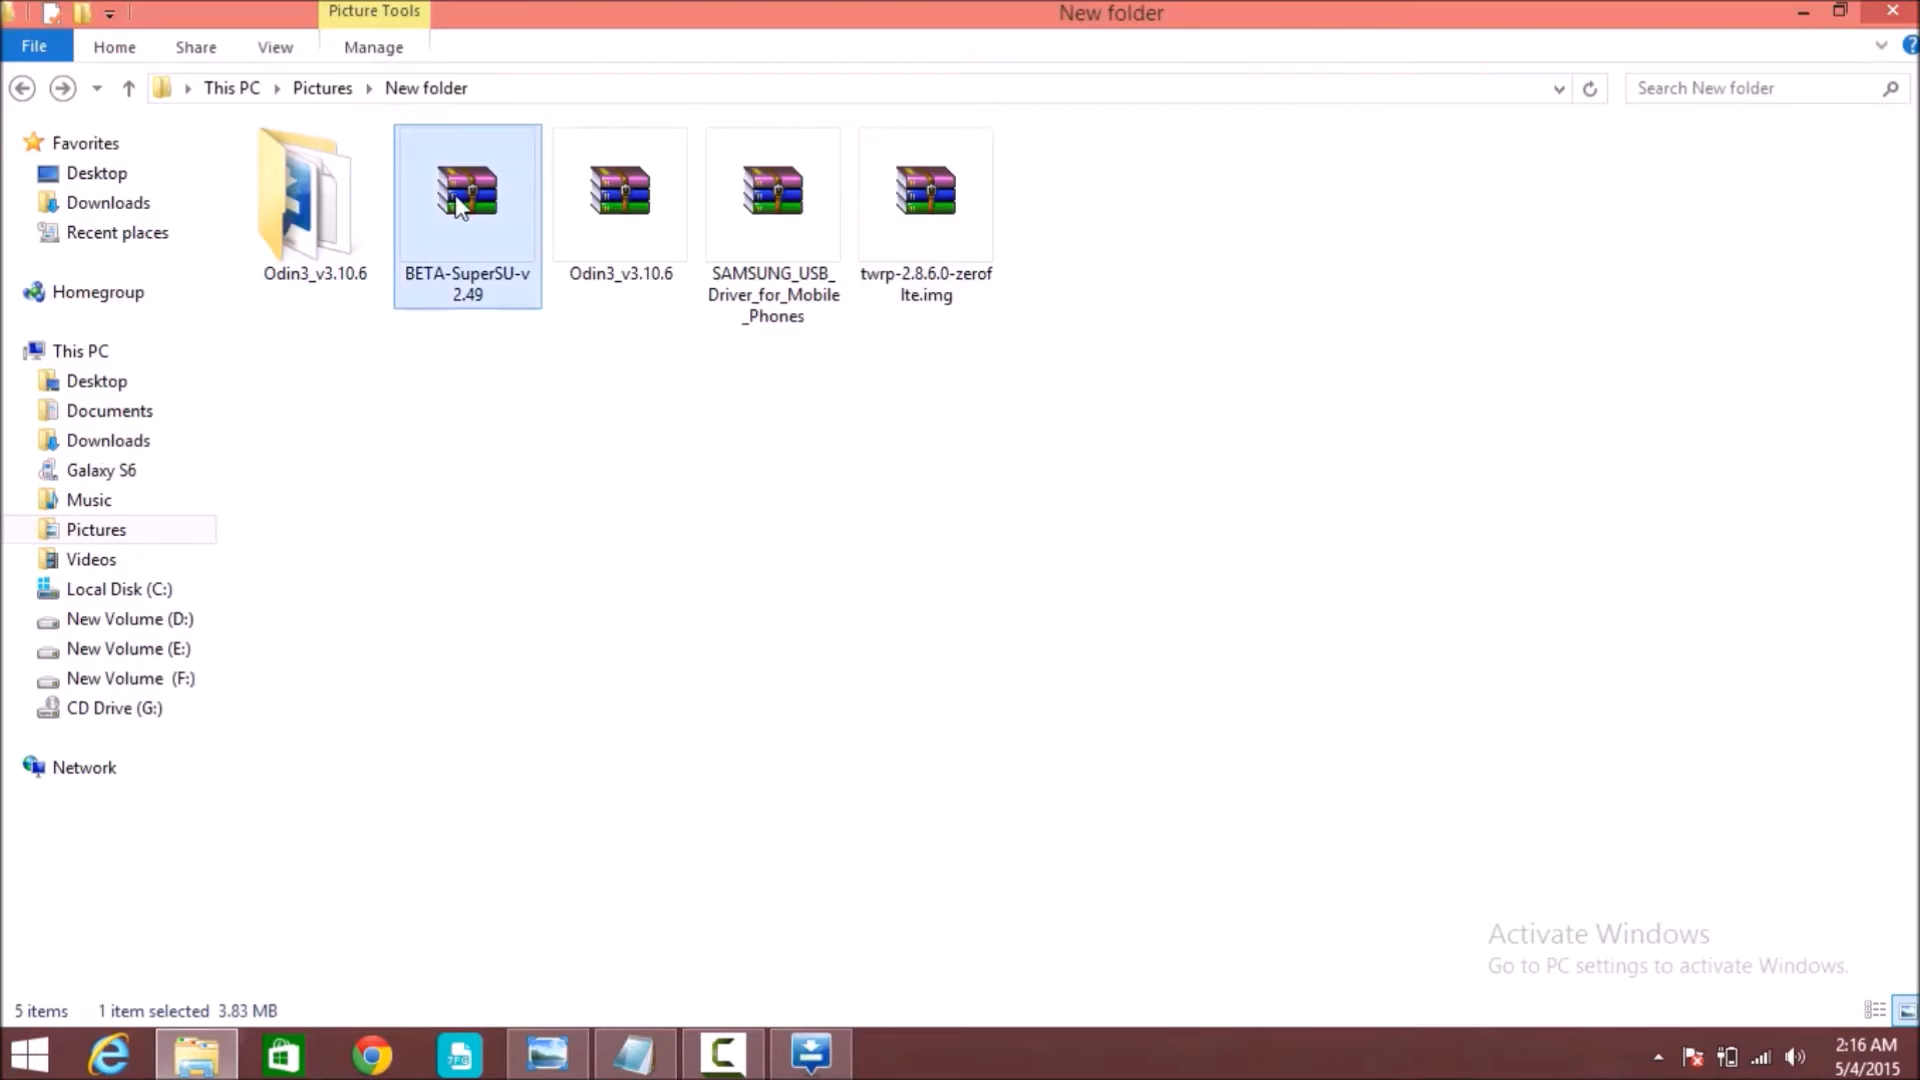 Picture Tools
New folder
File
Home
Share
View
Manage
This PC
Pictures
New folder
Search New folder
Favorites
Desktop
Downloads
Recent places
Homegroup
This PC
Desktop
Documents
Downloads
Galaxy S6
Music
Pictures
Videos
Local Disk (C:)
New Volume (D:)
New Volume (E:)
New Volume  (F:)
CD Drive (G:)
Network
Odin3_v3.10.6
BETA-SuperSU-v
2.49
Odin3_v3.10.6
SAMSUNG_USB_
Driver_for_Mobile
_Phones
twrp-2.8.6.0-zerof
lte.img
Activate Windows
Go to PC settings to activate Windows.
5 items
1 item selected  3.83 MB
JPG
2:16 AM
5/4/2015